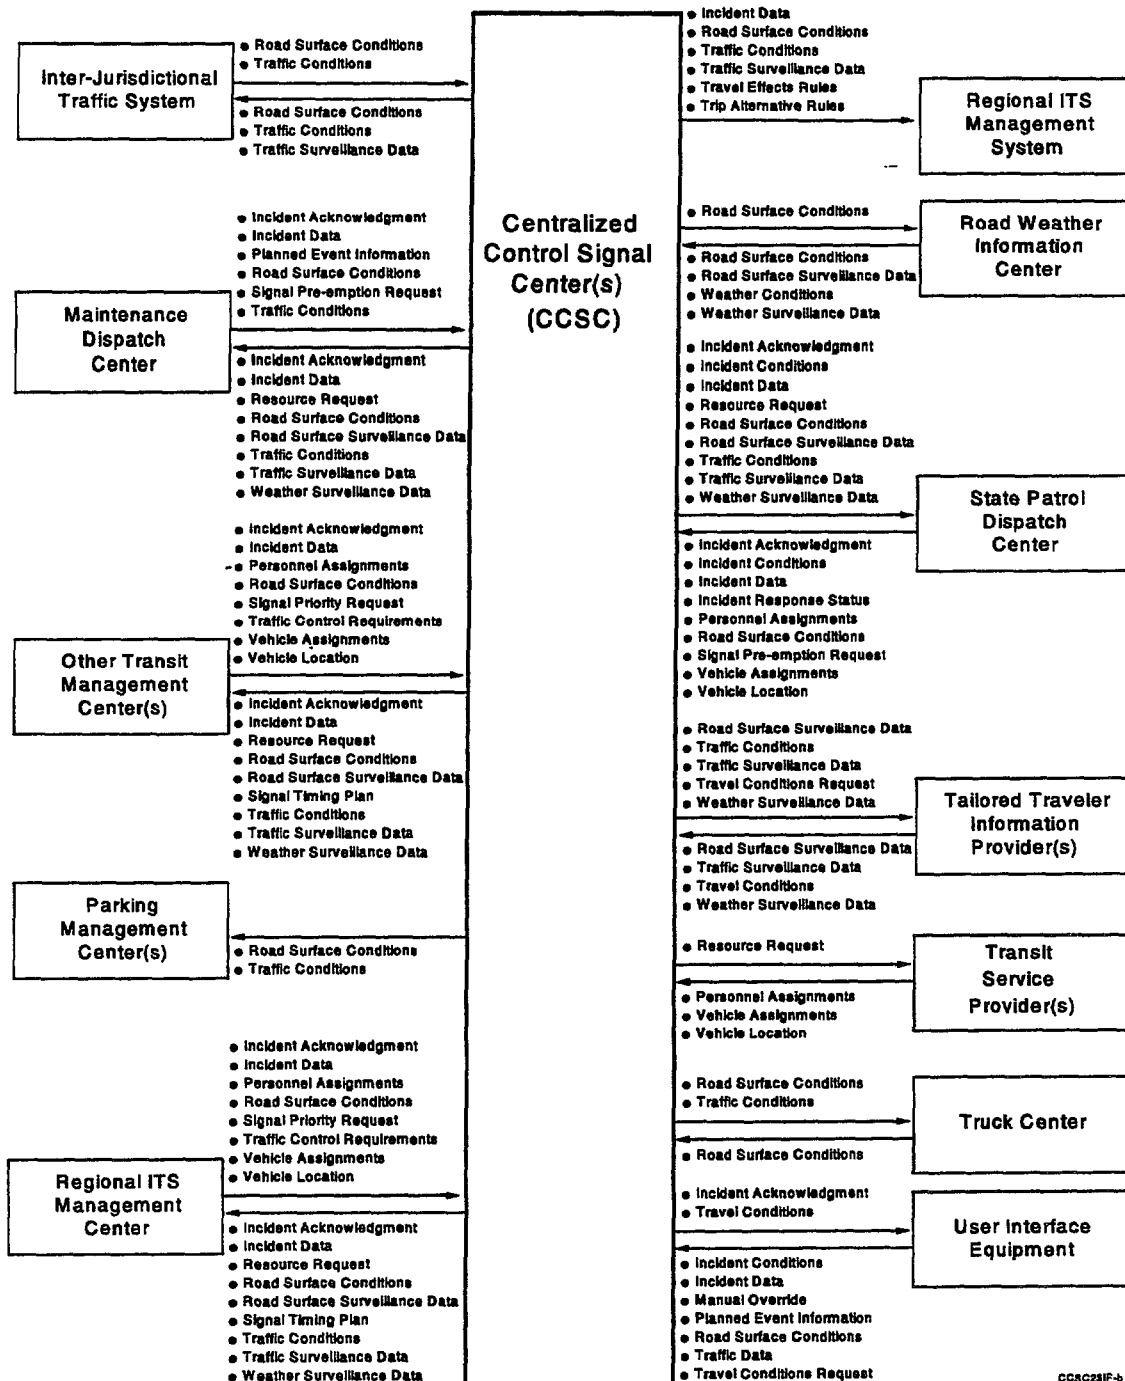 Inter-Jurisdictional
Traffic System
● Road Surface Conditions
● Traffic Conditions
● Road Surface Conditions
● Traffic Conditions
● Traffic Surveillance Data
Maintenance
Dispatch
Center
● Incident Acknowledgment
● Incident Data
● Planned Event Information
● Road Surface Conditions
● Signal Pre-emption Request
● Traffic Conditions
● Incident Acknowledgment
● Incident Data
● Resource Request
● Road Surface Conditions
● Road Surface Surveillance Data
● Traffic Conditions
● Traffic Surveillance Data
● Weather Surveillance Data
Other Transit
Management
Center(s)
● Incident Acknowledgment
● Incident Data
● Personnel Assignments
● Road Surface Conditions
● Signal Priority Request
● Traffic Control Requirements
● Vehicle Assignments
● Vehicle Location
● Incident Acknowledgment
● Incident Data
● Resource Request
● Road Surface Conditions
● Road Surface Surveillance Data
● Signal Timing Plan
● Traffic Conditions
● Traffic Surveillance Data
● Weather Surveillance Data
Parking
Management
Center(s)
● Road Surface Conditions
● Traffic Conditions
Regional ITS
Management
Center
● Incident Acknowledgment
● Incident Data
● Personnel Assignments
● Road Surface Conditions
● Signal Priority Request
● Traffic Control Requirements
● Vehicle Assignments
● Vehicle Location
● Incident Acknowledgment
● Incident Data
● Resource Request
● Road Surface Conditions
● Road Surface Surveillance Data
● Signal Timing Plan
● Traffic Conditions
● Traffic Surveillance Data
● Weather Surveillance Data
Centralized
Control Signal
Center(s)
(CCSC)
● Incident Data
● Road Surface Conditions
● Traffic Conditions
● Traffic Surveillance Data
● Travel Effects Rules
● Trip Alternative Rules
Regional ITS
Management
System
● Road Surface Conditions
● Road Surface Conditions
● Road Surface Surveillance Data
● Weather Conditions
● Weather Surveillance Data
Road Weather
Information
Center
● Incident Acknowledgment
● Incident Conditions
● Incident Data
● Resource Request
● Road Surface Conditions
● Road Surface Surveillance Data
● Traffic Conditions
● Traffic Surveillance Data
● Weather Surveillance Data
● Incident Acknowledgment
● Incident Conditions
● Incident Data
● Incident Response Status
● Personnel Assignments
● Road Surface Conditions
● Signal Pre-emption Request
● Vehicle Assignments
● Vehicle Location
State Patrol
Dispatch
Center
● Road Surface Surveillance Data
● Traffic Conditions
● Traffic Surveillance Data
● Travel Conditions Request
● Weather Surveillance Data
● Road Surface Surveillance Data
● Traffic Surveillance Data
● Travel Conditions
● Weather Surveillance Data
Tailored Traveler
Information
Provider(s)
● Resource Request
● Personnel Assignments
● Vehicle Assignments
● Vehicle Location
Transit
Service
Provider(s)
● Road Surface Conditions
● Traffic Conditions
● Road Surface Conditions
Truck Center
● Incident Acknowledgment
● Travel Conditions
● Incident Conditions
● Incident Data
● Manual Override
● Planned Event Information
● Road Surface Conditions
● Traffic Data
● Travel Conditions Request
User Interface
Equipment
CCSC2SIF-b